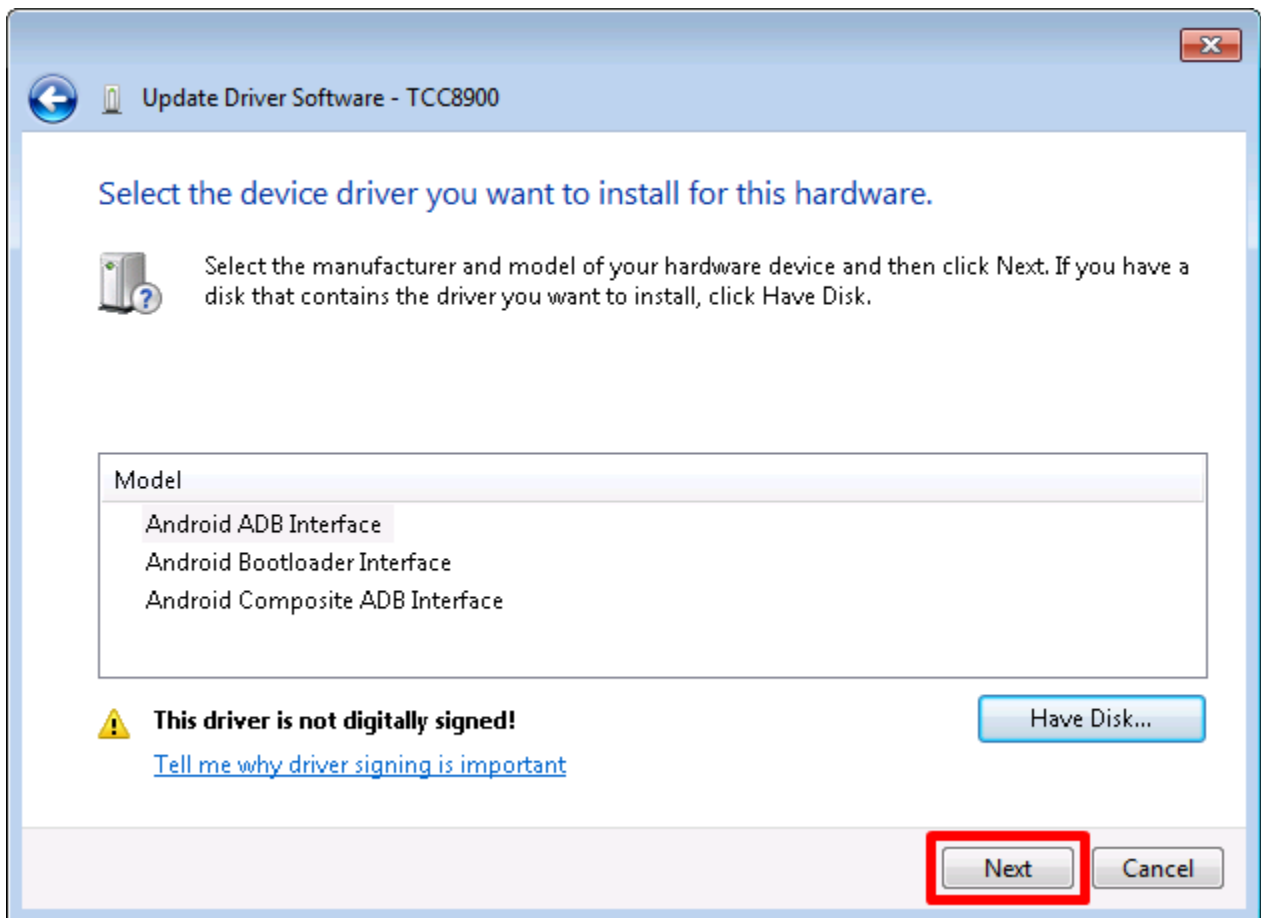 Update Driver Software - TCC8900
Select the device driver you want to install for this hardware.
Select the manufacturer and model of your hardware device and then click Next. If you have a
disk that contains the driver you want to install, click Have Disk.
Model
Android ADB Interface
Android Bootloader Interface
Android Composite ADB Interface
This driver is not digitally signed!
Have Disk...
Tell me why driver signing is important
Next
Cancel